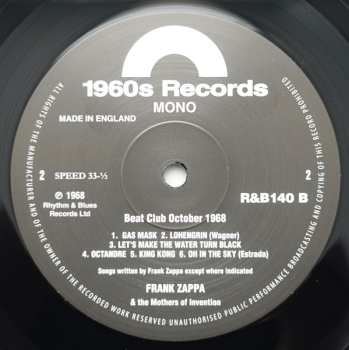 1960s Records
MONO
MADE IN ENGLAND
2 SPEED 33-⅓ 2
℗ 1968
Rhythm & Blues
Records Ltd
R&B140 B
Beat Club October 1968
1. GAS MASK 2. LOHENGRIN (Wagner)
3. LET'S MAKE THE WATER TURN BLACK
4. OCTANDRE 5. KING KONG 6. OH IN THE SKY (Estrada)
Songs written by Frank Zappa except where indicated
FRANK ZAPPA
& the Mothers of Invention
ALL RIGHTS OF THE MANUFACTURER AND OF THE OWNER OF THE RECORDED WORK RESERVED UNAUTHORISED PUBLIC PERFORMANCE BROADCASTING AND COPYING OF THIS RECORD PROHIBITED